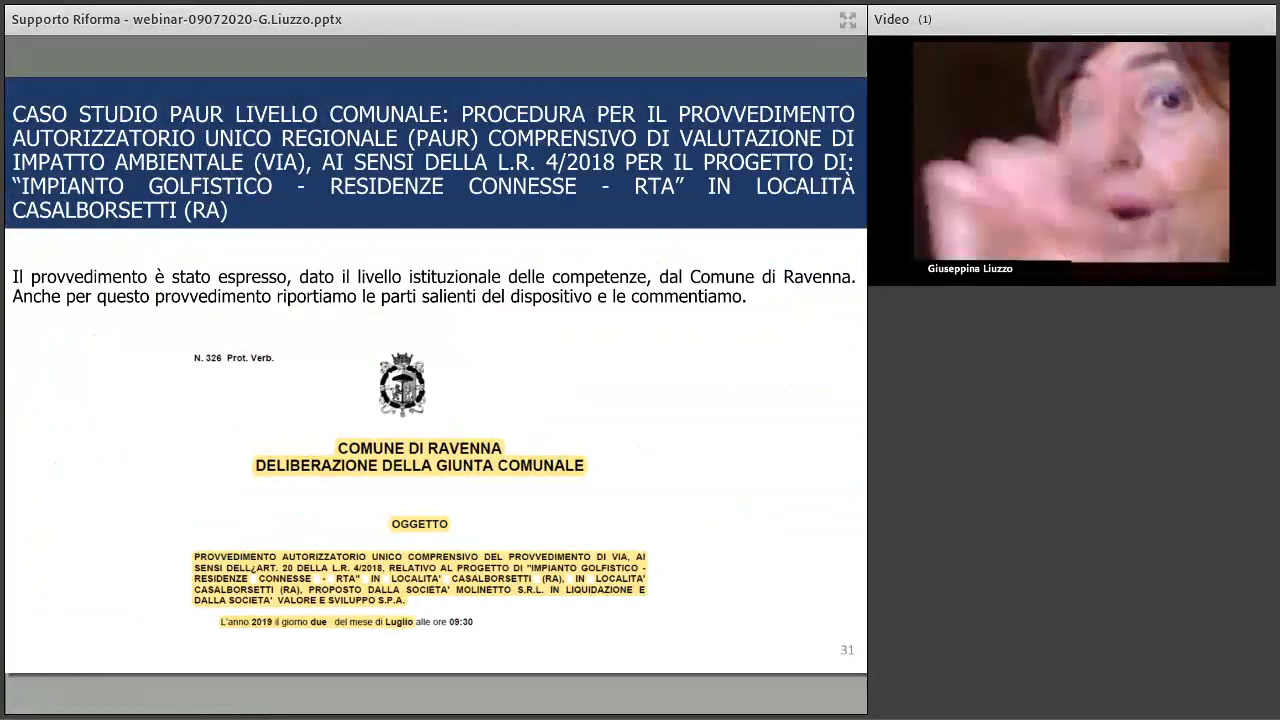 Supporto Riforma - webinar-09072020-G.Liuzzo.pptx
Video (1)
CASO STUDIO PAUR LIVELLO COMUNALE: PROCEDURA PER IL PROVVEDIMENTO
AUTORIZZATORIO UNICO REGIONALE (PAUR) COMPRENSIVO DI VALUTAZIONE DI
IMPATTO AMBIENTALE (VIA), AI SENSI DELLA L.R. 4/2018 PER IL PROGETTO DI:
“IMPIANTO GOLFISTICO - RESIDENZE CONNESSE - RTA” IN LOCALITÀ
CASALBORSETTI (RA)
Giuseppina Liuzzo
Il provvedimento è stato espresso, dato il livello istituzionale delle competenze, dal Comune di Ravenna.
Anche per questo provvedimento riportiamo le parti salienti del dispositivo e le commentiamo.
N. 326 Prot. Verb.
COMUNE DI RAVENNA
DELIBERAZIONE DELLA GIUNTA COMUNALE
OGGETTO
PROVVEDIMENTO AUTORIZZATORIO UNICO COMPRENSIVO DEL PROVVEDIMENTO DI VIA, AI
SENSI DELL¿ART. 20 DELLA L.R. 4/2018, RELATIVO AL PROGETTO DI "IMPIANTO GOLFISTICO -
RESIDENZE CONNESSE - RTA" IN LOCALITA' CASALBORSETTI (RA), IN LOCALITA'
CASALBORSETTI (RA), PROPOSTO DALLA SOCIETA' MOLINETTO S.R.L. IN LIQUIDAZIONE E
DALLA SOCIETA' VALORE E SVILUPPO S.P.A.
L'anno 2019 il giorno due del mese di Luglio alle ore 09:30
31